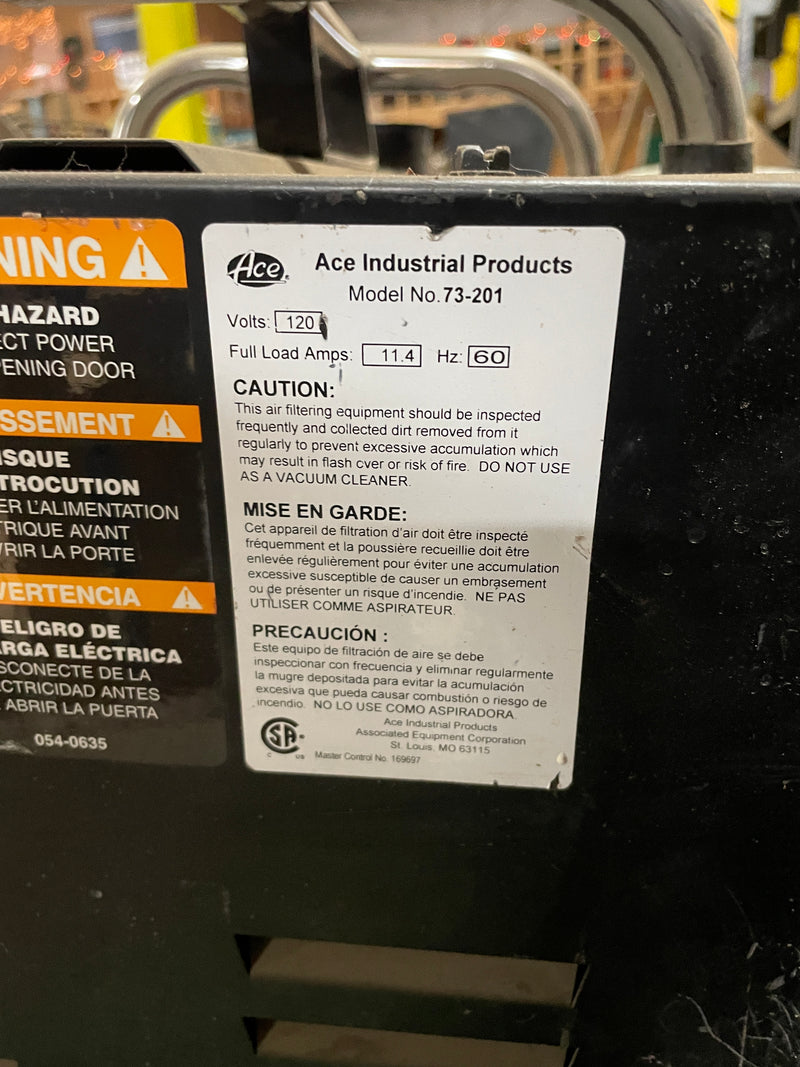 NING
HAZARD
ECT POWER
ENING DOOR
SSEMENT
ISQUE
TROCUTION
ER L'ALIMENTATION
TRIQUE AVANT
VRIR LA PORTE
VERTENCIA
ELIGRO DE
ARGA ELÉCTRICA
SCONECTE DE LA
CTRICIDAD ANTES
ABRIR LA PUERTA
054-0635
Ace
Ace Industrial Products
Model No. 73-201
Volts: 120
Full Load Amps: 11.4 Hz: 60
CAUTION:
This air filtering equipment should be inspected
frequently and collected dirt removed from it
regularly to prevent excessive accumulation which
may result in flash over or risk of fire. DO NOT USE
AS A VACUUM CLEANER.
MISE EN GARDE:
Cet appareil de filtration d'air doit être inspecté
fréquemment et la poussière recueillie doit être
enlevée régulièrement pour éviter une accumulation
excessive susceptible de causer un embrasement
ou de présenter un risque d'incendie. NE PAS
UTILISER COMME ASPIRATEUR.
PRECAUCIÓN :
Este equipo de filtración de aire se debe
inspeccionar con frecuencia y eliminar regularmente
la mugre depositada para evitar la acumulación
excesiva que pueda causar combustión o riesgo de
incendio. NO LO USE COMO ASPIRADORA.
Ace Industrial Products
Associated Equipment Corporation
St. Louis, MO 63115
SA
C US
Master Control No. 169697